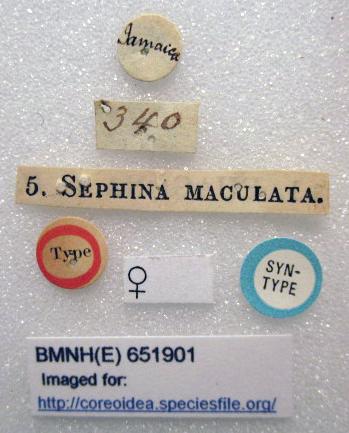 Jamaica
340
5. SEPHINA MACULATA.
Type
♀
SYN-
TYPE
BMNH(E) 651901
Imaged for:
http://coreoidea.speciesfile.org/